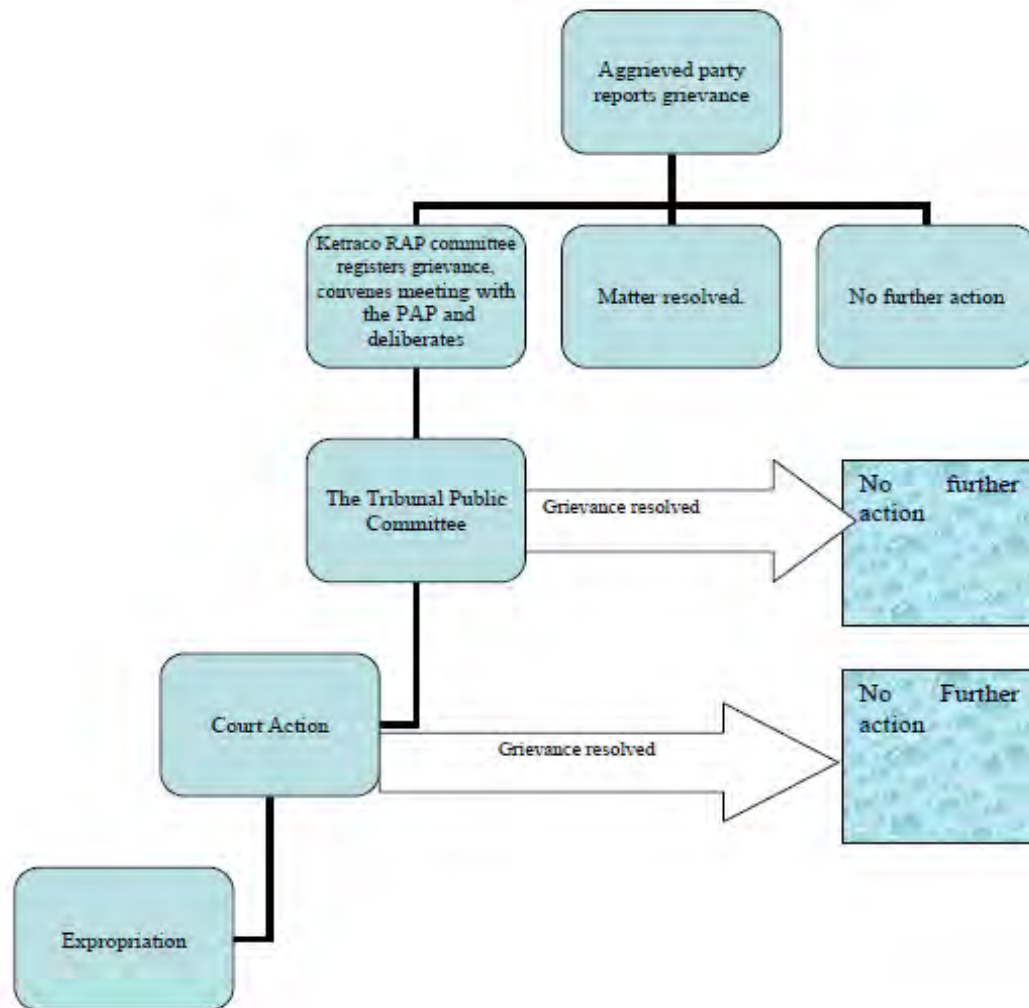 Aggrieved party
reports grievance
Ketraco RAP committee
registers grievance,
convenes meeting with
the PAP and
deliberates
Matter resolved.
No further action
The Tribunal Public
Committee
Grievance resolved
No further
action
Court Action
Grievance resolved
No Further
action
Expropriation